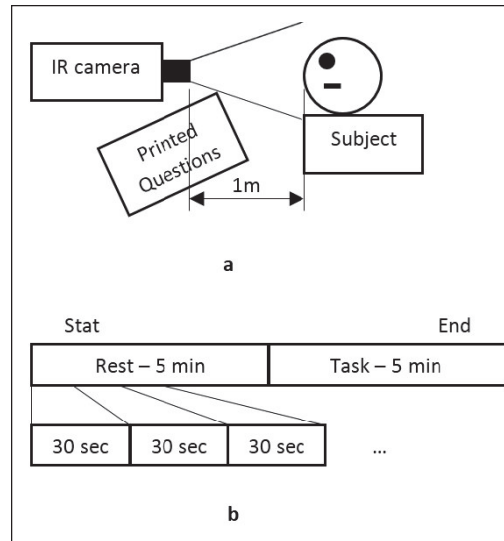 IR camera
Printed
Questions
Subject
1m
a
Stat End
Rest – 5 min Task – 5 min
30 sec 30 sec 30 sec ...
b